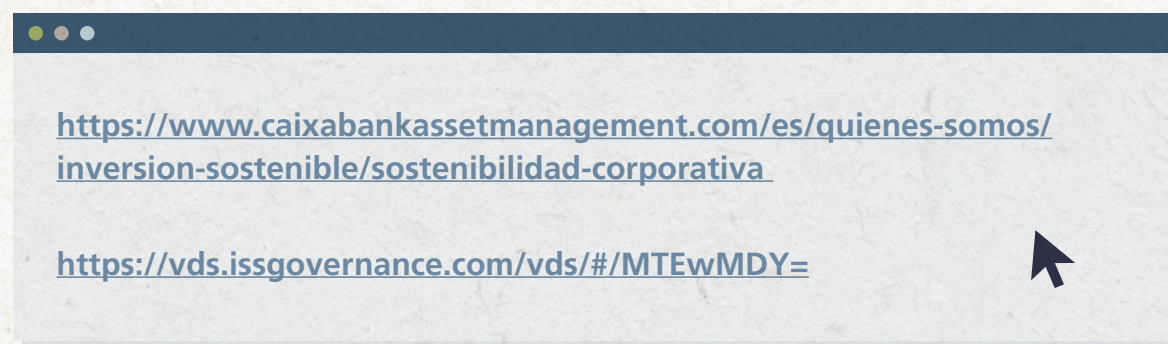 https://www.caixabankassetmanagement.com/es/quienes-somos/
inversion-sostenible/sostenibilidad-corporativa
https://vds.issgovernance.com/vds/#/MTEwMDY=